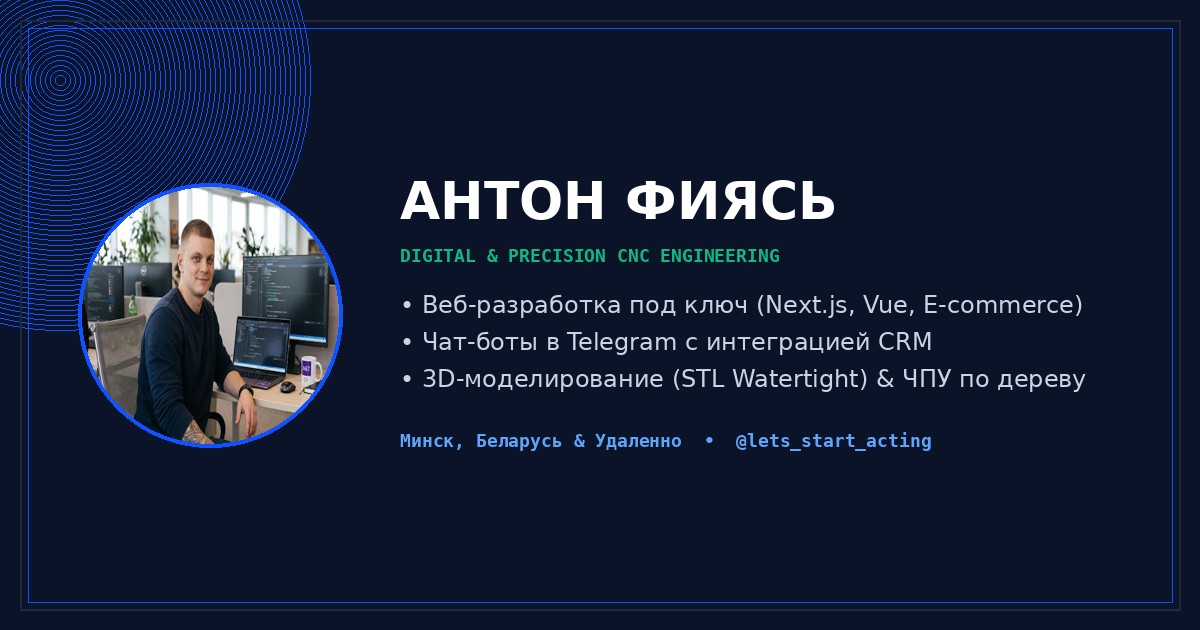 АНТОН ФИЯСЬ
DIGITAL & PRECISION CNC ENGINEERING
• Веб-разработка под ключ (Next.js, Vue, E-commerce)
• Чат-боты в Telegram с интеграцией CRM
• 3D-моделирование (STL Watertight) & ЧПУ по дереву
Минск, Беларусь & Удаленно • @lets_start_acting